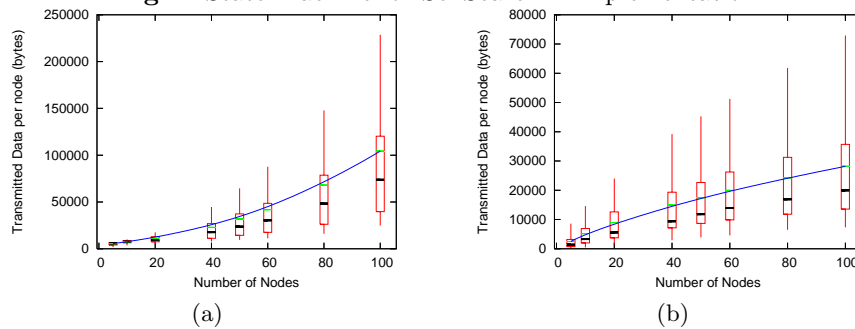 250000
200000
150000
100000
50000
0
0 20 40 60 80 100
Transmitted Data per node (bytes)
Number of Nodes
(a)
80000
70000
60000
50000
40000
30000
20000
10000
0
0 20 40 60 80 100
Transmitted Data per node (bytes)
Number of Nodes
(b)